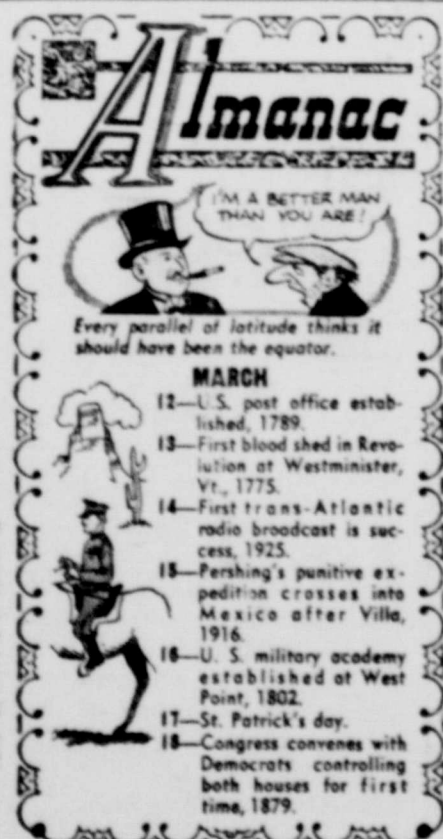 Almanac
I'M A BETTER MAN
THAN YOU ARE!
Every parallel of latitude thinks it
should have been the equator.
MARCH
12—U.S. post office estab-
lished, 1789.
13—First blood shed in Revo-
lution at Westminister,
Vt., 1775.
14—First trans-Atlantic
radio broadcast is suc-
cess, 1925.
15—Pershing's punitive ex-
pedition crosses into
Mexico after Villa,
1916.
16—U. S. military academy
established at West
Point, 1802.
17—St. Patrick's day.
18—Congress convenes with
Democrats controlling
both houses for first
time, 1879.